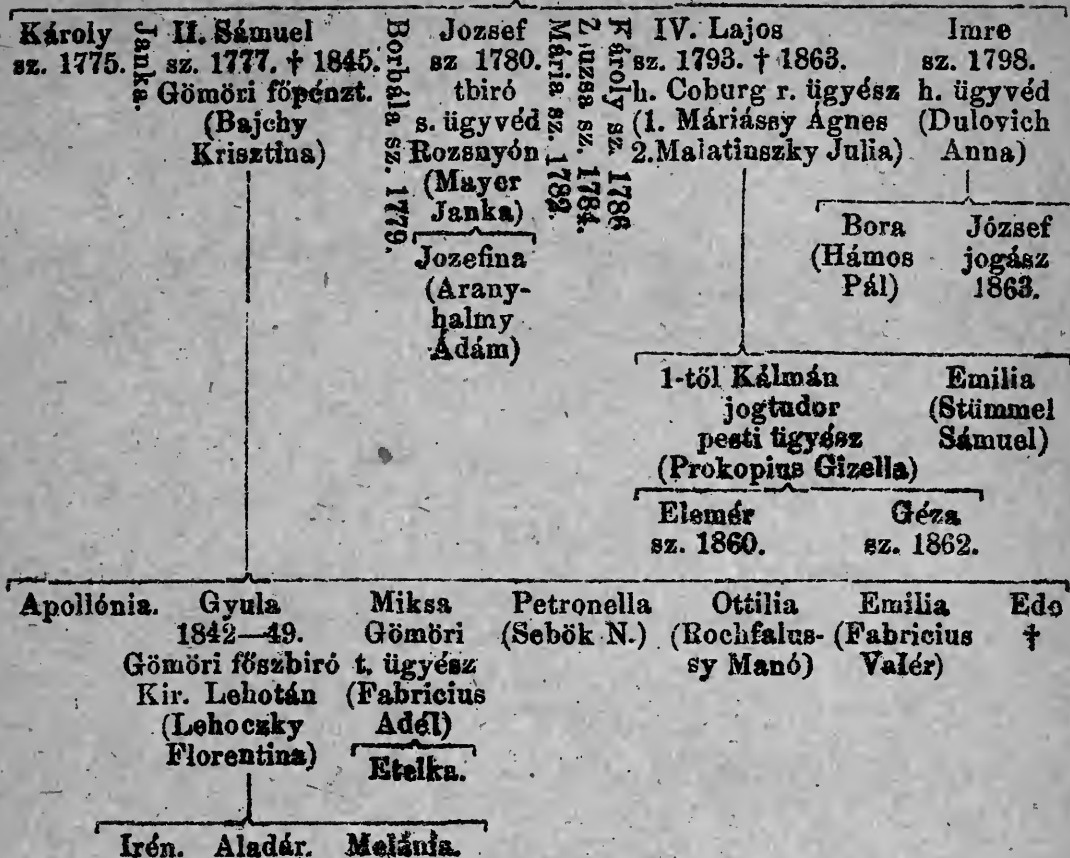 Károly
sz. 1775.
Janka.
II. Sámuel
sz. 1777. † 1845.
Gömöri főpénzt.
(Bajchy
Krisztina)
Borbála sz. 1779.
Jozsef
sz 1780.
tbiró
s. ügyvéd
Rozsnyón
(Mayer
Janka)
Mária sz. 1782.
Zsuzsa sz. 1784.
Károly sz. 1786
IV. Lajos
sz. 1793. † 1863.
h. Coburg r. ügyész
(1. Máriássy Ágnes
2.Malatinszky Julia)
Imre
sz. 1798.
h. ügyvéd
(Dulovich
Anna)
Jozefina
(Arany-
halmy
Ádám)
Bora
(Hámos
Pál)
József
jogász
1863.
1-től Kálmán
jogtudor
pesti ügyész
(Prokopius Gizella)
Emilia
(Stümmel
Sámuel)
Elemér
sz. 1860.
Géza
sz. 1862.
Apollónia.
Gyula
1842—49.
Gömöri főszbiró
Kir. Lehotán
(Lehoczky
Florentina)
Miksa
Gömöri
t. ügyész
(Fabricius
Adél)
Petronella
(Sebök N.)
Ottilia
(Rochfalus-
sy Manó)
Emilia
(Fabricius
Valér)
Edo
†
Etelka.
Irén. Aladár. Melánia.